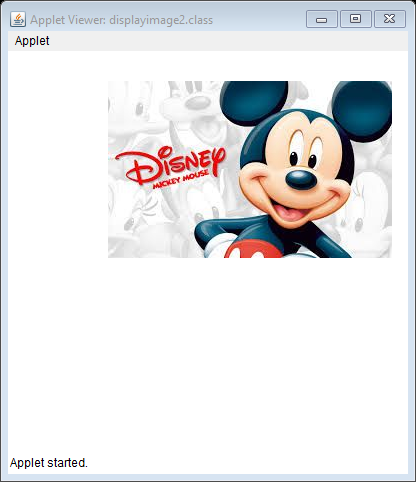 Applet Viewer: displayimage2.class
Applet
DISNEY
MICKEY MOUSE
Applet started.